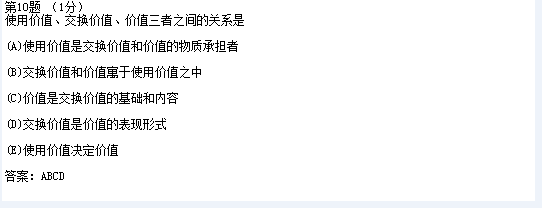 第10题 （1分）
使用价值、交换价值、价值三者之间的关系是
(A)使用价值是交换价值和价值的物质承担者
(B)交换价值和价值寓于使用价值之中
(C)价值是交换价值的基础和内容
(D)交换价值是价值的表现形式
(E)使用价值决定价值
答案：ABCD